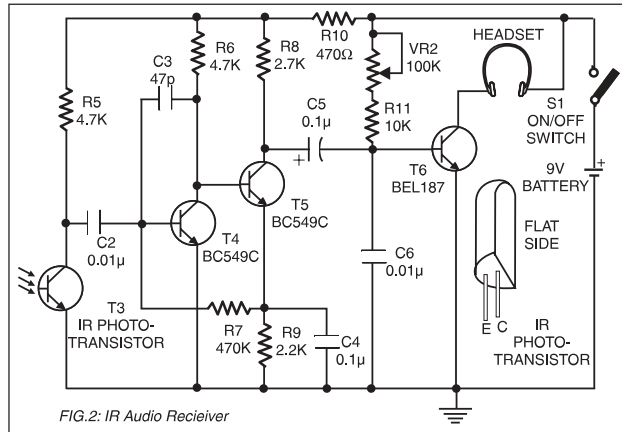 R10
470Ω
HEADSET
C3
47p
R6
4.7K
R8
2.7K
VR2
100K
R5
4.7K
C5
0.1µ
+
R11
10K
S1
ON/OFF
SWITCH
T6
BEL187
9V
BATTERY
+
T5
BC549C
T4
BC549C
C2
0.01µ
FLAT
SIDE
C6
0.01µ
T3
IR PHOTO-
TRANSISTOR
R7
470K
R9
2.2K
C4
0.1µ
E C
IR
PHOTO-
TRANSISTOR
FIG.2: IR Audio Recieiver